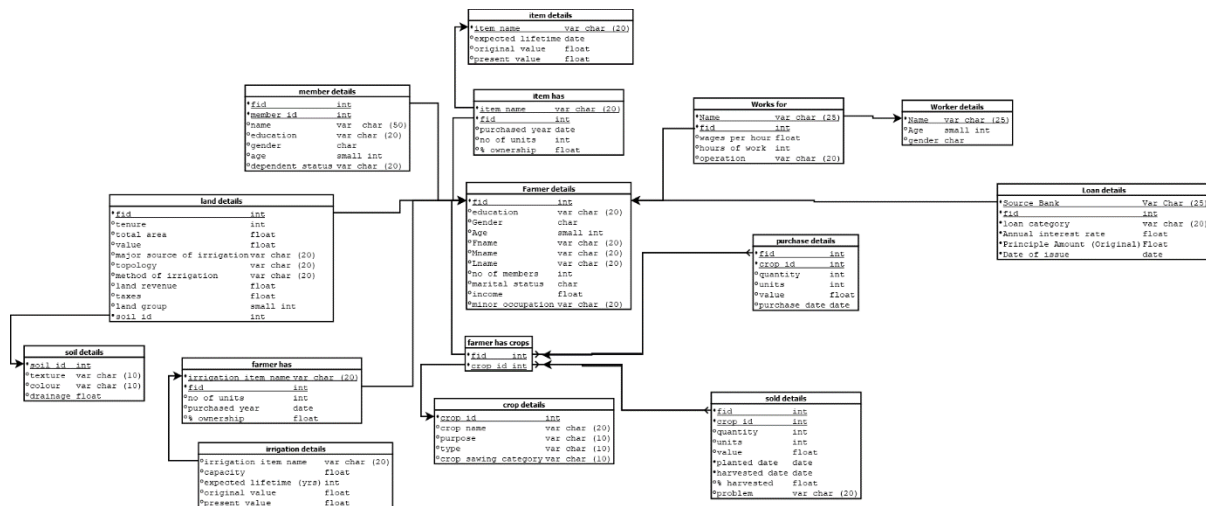 item details
item name var char (20)
expected lifetime date
original value float
present value float
member details
fid int
member id int
name var char (50)
education var char (20)
gender char
age small int
dependent status var char (20)
item has
item name var char (20)
fid int
purchased year date
no of units int
% ownership float
Works for
Name var char (25)
fid int
wages per hour float
hours of work int
operation var char (20)
Worker details
Name var char (25)
Age small int
gender char
land details
fid int
tenure int
total area float
value float
major source of irrigation var char (20)
topology var char (20)
method of irrigation var char (20)
land revenue float
taxes float
land group small int
soil id int
Farmer details
fid int
education var char (20)
Gender char
Age small int
Fname var char (20)
Mname var char (20)
Lname var char (20)
no of members int
marital status char
income float
minor occupation var char (20)
Loan details
Source Bank Var Char (25)
fid int
loan category var char (20)
Annual interest rate float
Principle Amount (Original) Float
Date of issue date
purchase details
fid int
crop id int
quantity int
units int
value float
purchase date date
soil details
soil id int
texture var char (10)
colour var char (10)
drainage float
farmer has
irrigation item name var char (20)
fid int
no of units int
purchased year date
% ownership float
farmer has crops
fid int
crop id int
crop details
crop id int
crop name var char (20)
purpose var char (10)
type var char (10)
crop sawing category var char (10)
sold details
fid int
crop id int
quantity int
units int
value float
planted date date
harvested date date
% harvested float
problem var char (20)
irrigation details
irrigation item name var char (20)
capacity float
expected lifetime (yrs) int
original value float
present value float